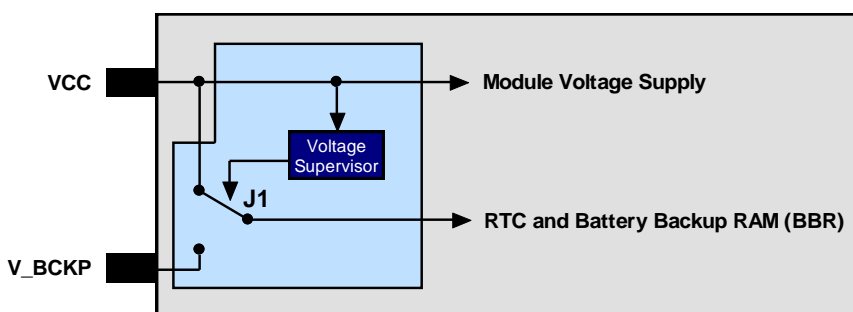 VCC
Module Voltage Supply
Voltage
Supervisor
J1
RTC and Battery Backup RAM (BBR)
V_BCKP